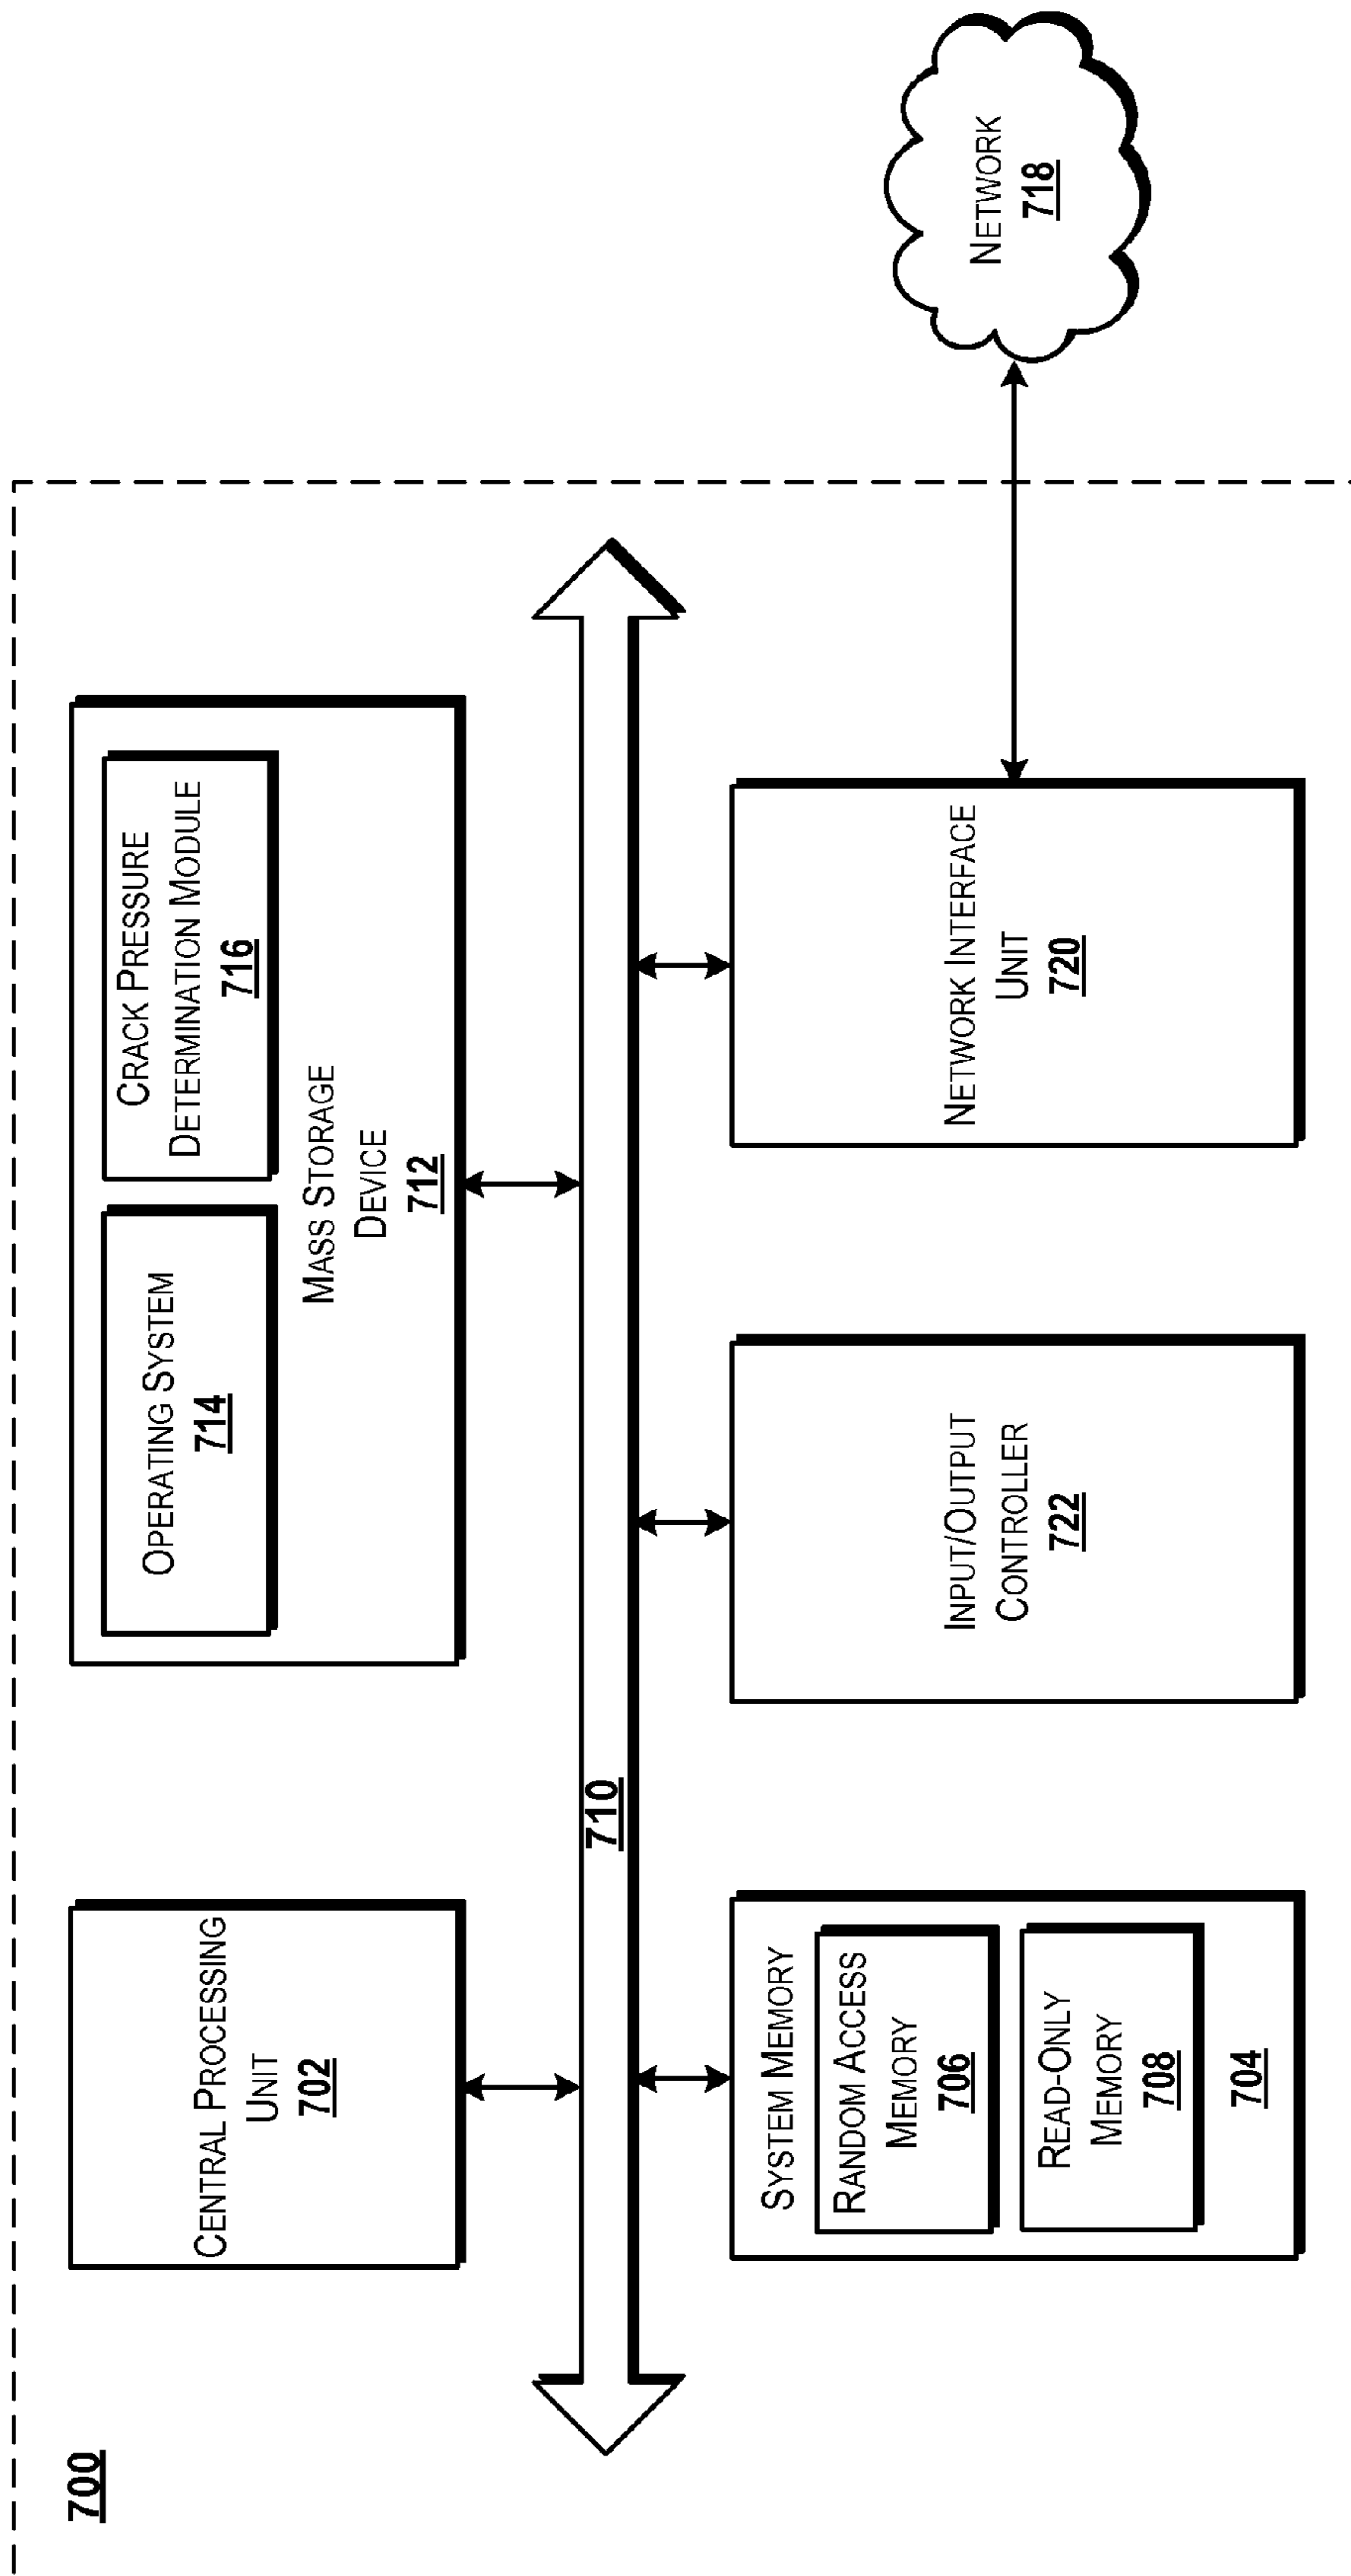 700
CENTRAL PROCESSING
UNIT
702
OPERATING SYSTEM
714
CRACK PRESSURE
DETERMINATION MODULE
716
MASS STORAGE
DEVICE
712
710
SYSTEM MEMORY
RANDOM ACCESS
MEMORY
706
READ-ONLY
MEMORY
708
704
INPUT/OUTPUT
CONTROLLER
722
NETWORK INTERFACE
UNIT
720
NETWORK
718